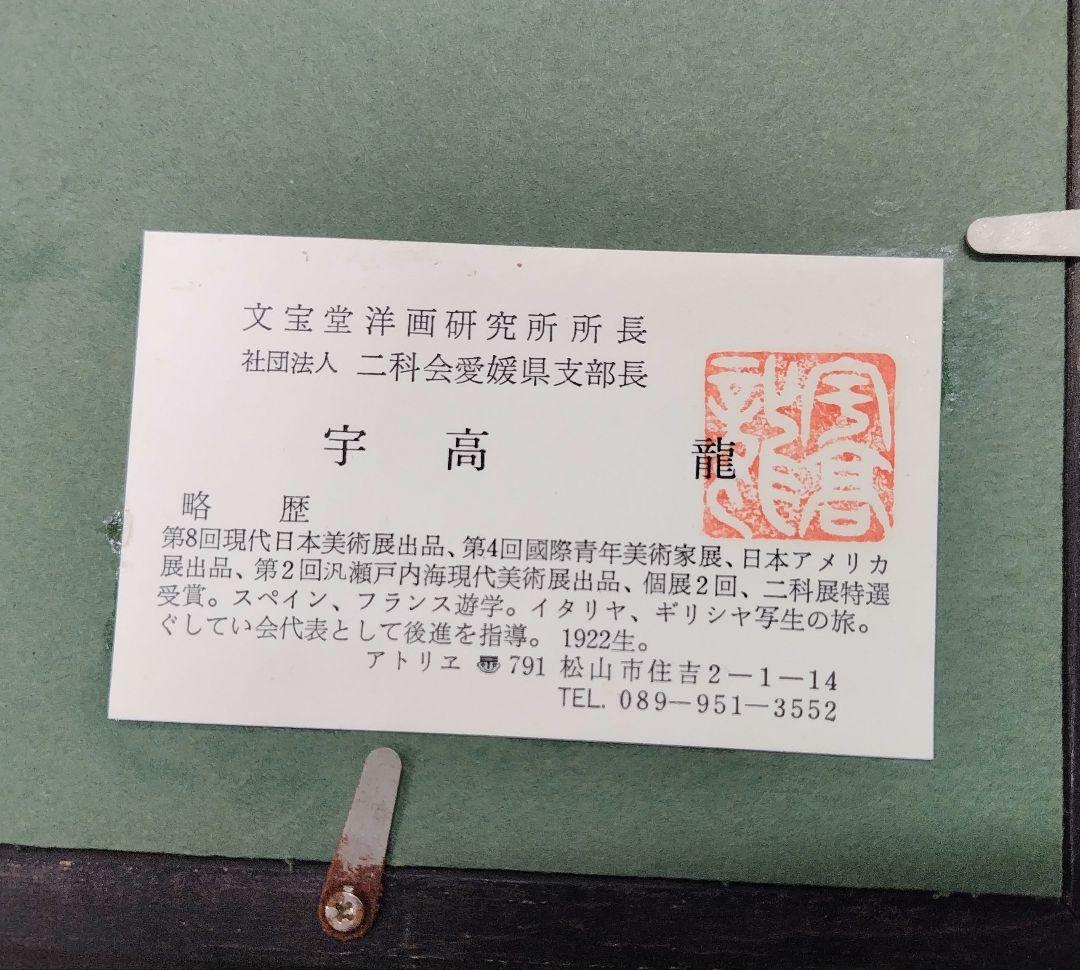 文宝堂洋画研究所所長
社団法人 二科会愛媛県支部長
宇高 龍
宇高龍
略歴
第8回現代日本美術展出品、第4回國際青年美術家展、日本アメリカ
展出品、第2回汎瀬戸内海現代美術展出品、個展2回、二科展特選
受賞。スペイン、フランス遊学。イタリヤ、ギリシヤ写生の旅。
ぐしてい会代表として後進を指導。 1922生。
アトリヱ 〠 791 松山市住吉2-1-14
TEL. 089-951-3552